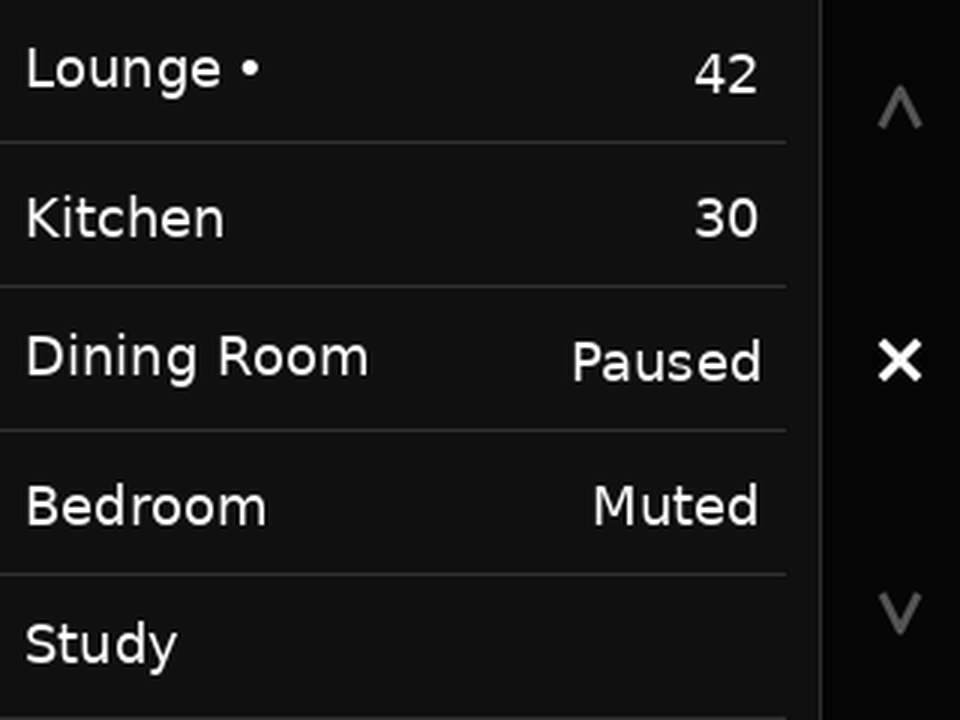 Lounge • 42
Kitchen 30
Dining Room Paused
Bedroom Muted
Study